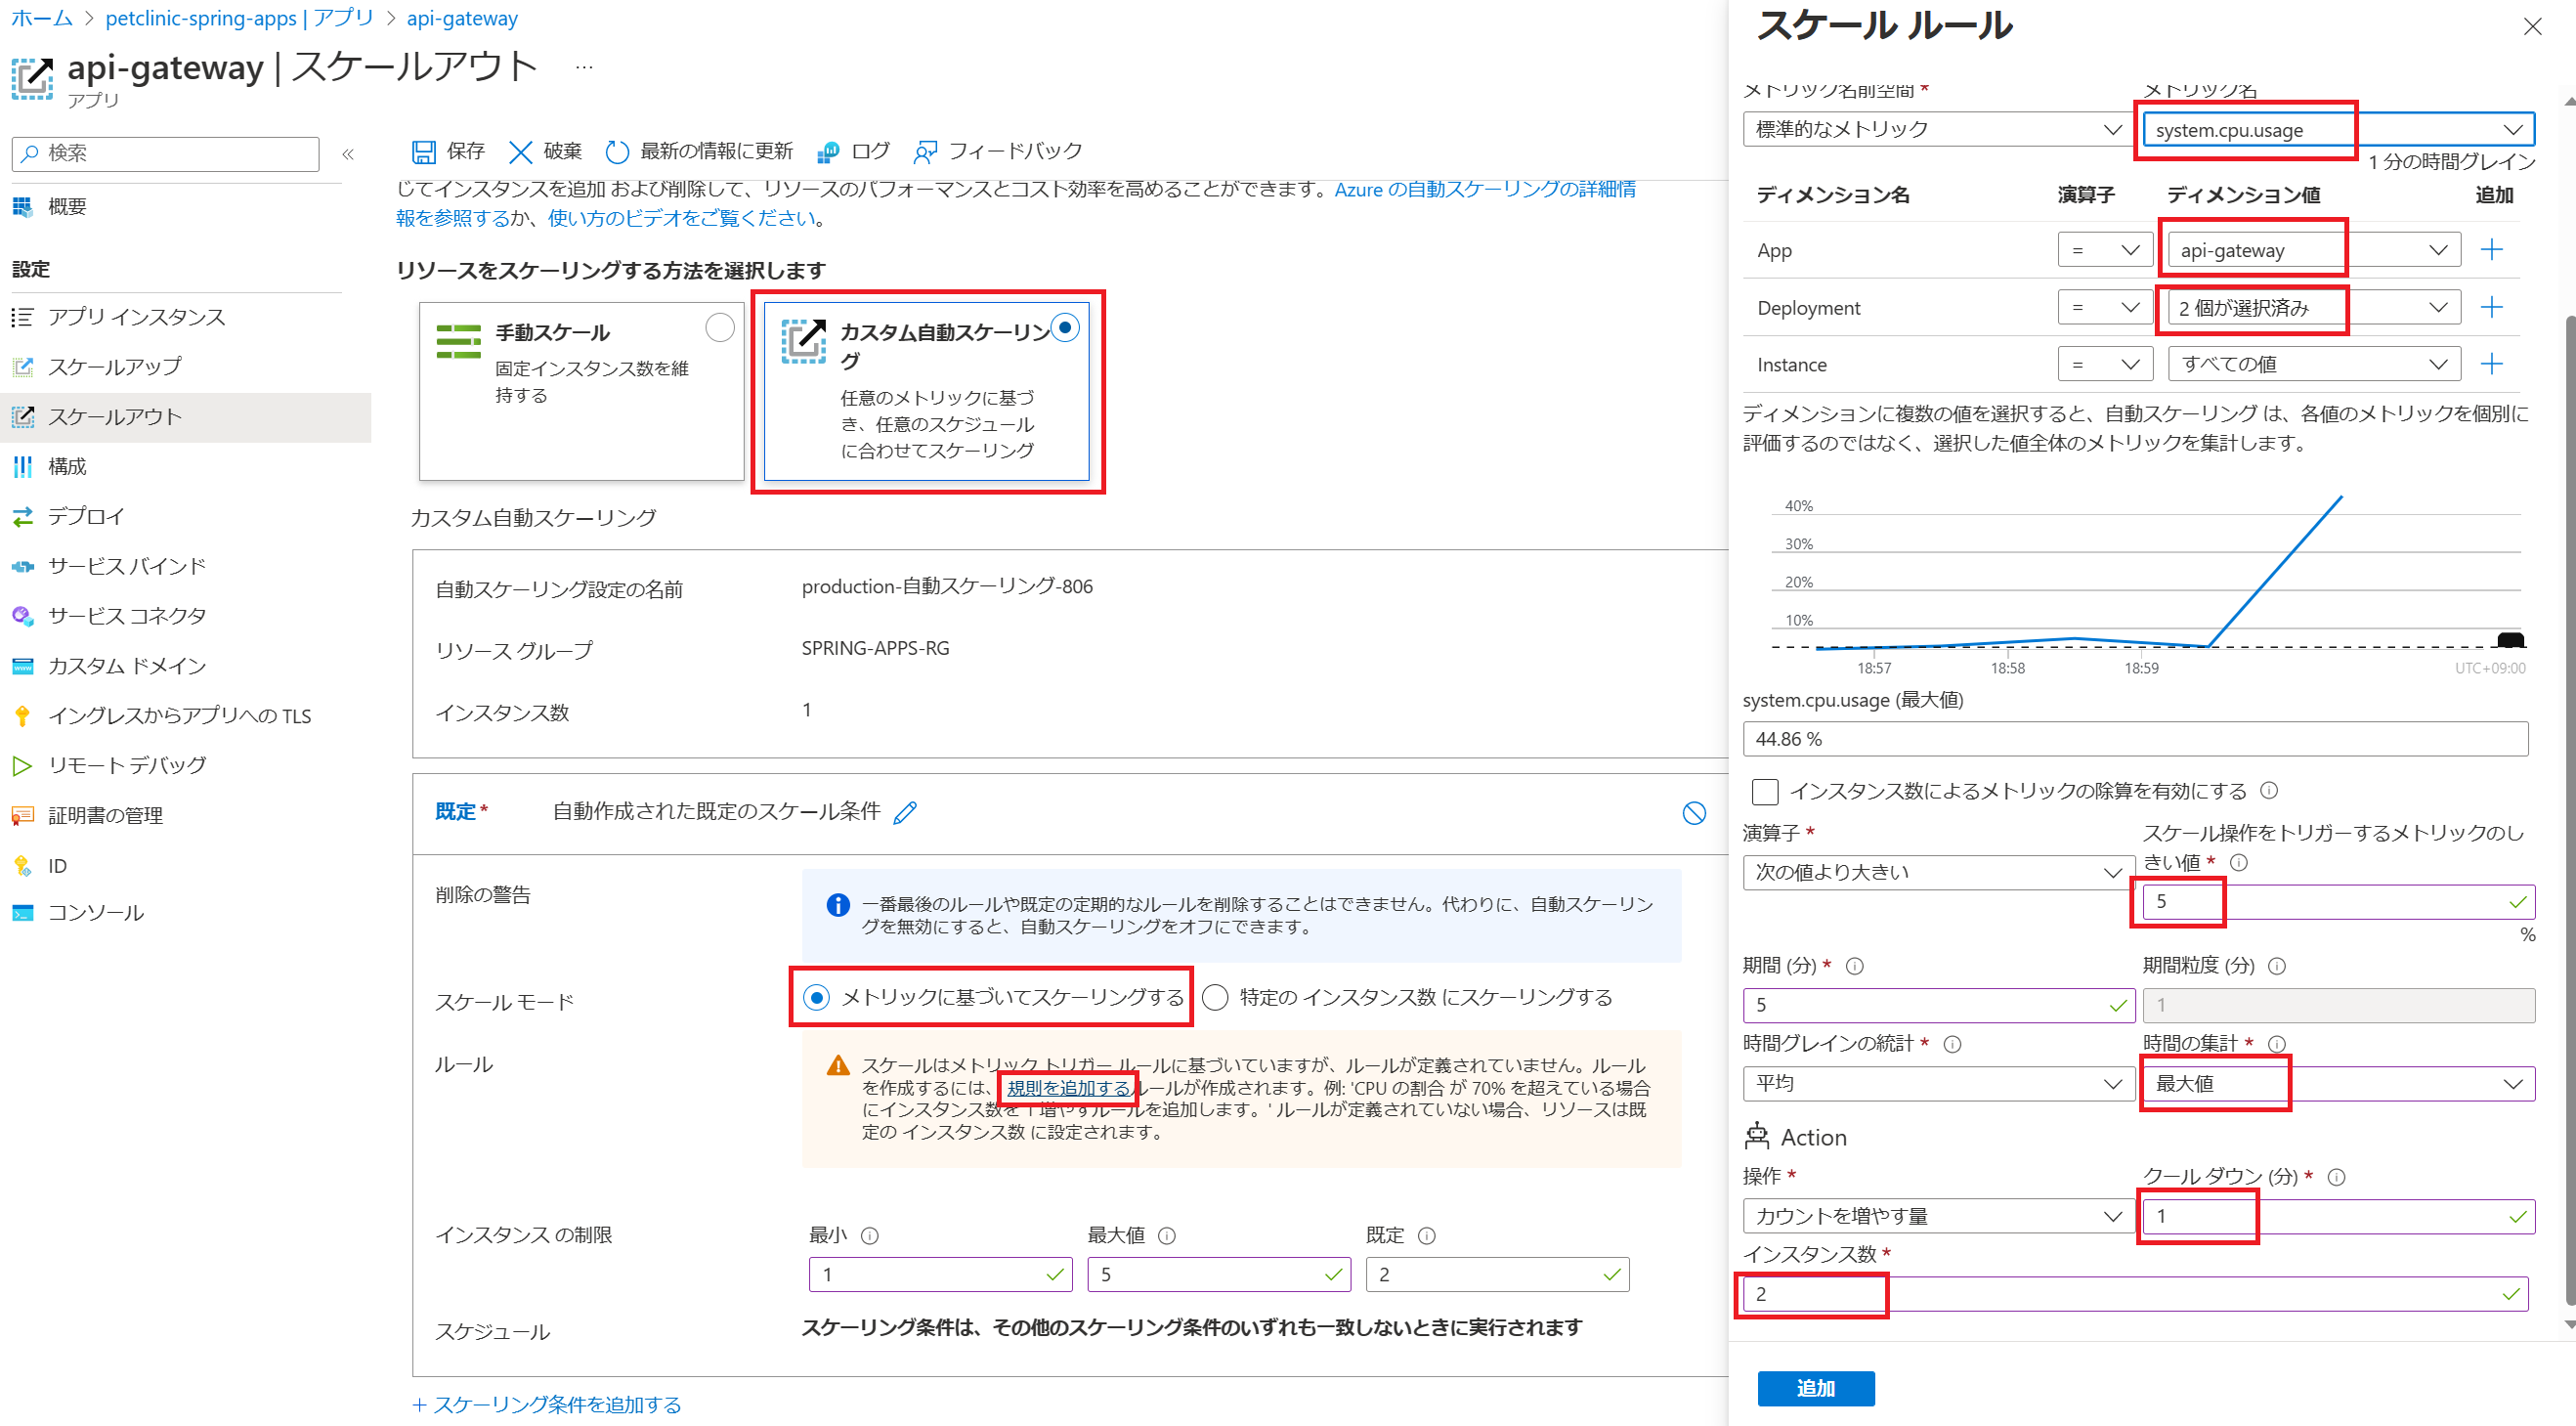 ホーム > petclinic-spring-apps | アプリ > api-gateway
api-gateway | スケールアウト ...
アプリ
検索
«
概要
設定
アプリ インスタンス
スケールアップ
スケールアウト
構成
デプロイ
サービス バインド
サービス コネクタ
カスタム ドメイン
イングレスからアプリへの TLS
リモート デバッグ
証明書の管理
ID
コンソール
保存 破棄 最新の情報に更新 ログ フィードバック
じてインスタンスを追加 および削除して、リソースのパフォーマンスとコスト効率を高めることができます。Azure の自動スケーリングの詳細情
報を参照するか、使い方のビデオをご覧ください。
リソースをスケーリングする方法を選択します
手動スケール
固定インスタンス数を維
持する
カスタム自動スケーリン
グ
任意のメトリックに基づ
き、任意のスケジュール
に合わせてスケーリング
カスタム自動スケーリング
自動スケーリング設定の名前 production-自動スケーリング-806
リソース グループ SPRING-APPS-RG
インスタンス数 1
既定* 自動作成された既定のスケール条件
削除の警告
一番最後のルールや既定の定期的なルールを削除することはできません。代わりに、自動スケーリン
グを無効にすると、自動スケーリングをオフにできます。
スケール モード メトリックに基づいてスケーリングする 特定の インスタンス数 にスケーリングする
ルール
スケールはメトリック トリガー ルールに基づいていますが、ルールが定義されていません。ルール
を作成するには、規則を追加するルールが作成されます。例: 'CPU の割合 が 70% を超えている場合
にインスタンス数を 1 増やすルールを追加します。' ルールが定義されていない場合、リソースは既
定の インスタンス数 に設定されます。
インスタンス の制限 最小 最大値 既定
1 5 2
スケジュール スケーリング条件は、その他のスケーリング条件のいずれも一致しないときに実行されます
+ スケーリング条件を追加する
スケール ルール
メトリック名前空間 * メトリック名
標準的なメトリック system.cpu.usage
1 分の時間グレイン
ディメンション名 演算子 ディメンション値 追加
App = api-gateway +
Deployment = 2 個が選択済み +
Instance = すべての値 +
ディメンションに複数の値を選択すると、自動スケーリング は、各値のメトリックを個別に
評価するのではなく、選択した値全体のメトリックを集計します。
40%
30%
20%
10%
18:57 18:58 18:59 UTC+09:00
system.cpu.usage (最大値)
44.86 %
インスタンス数によるメトリックの除算を有効にする
演算子 * スケール操作をトリガーするメトリックのし
きい値 *
次の値より大きい 5
%
期間 (分) * 期間粒度 (分)
5 1
時間グレインの統計 * 時間の集計 *
平均 最大値
Action
操作 * クール ダウン (分) *
カウントを増やす量 1
インスタンス数 *
2
追加